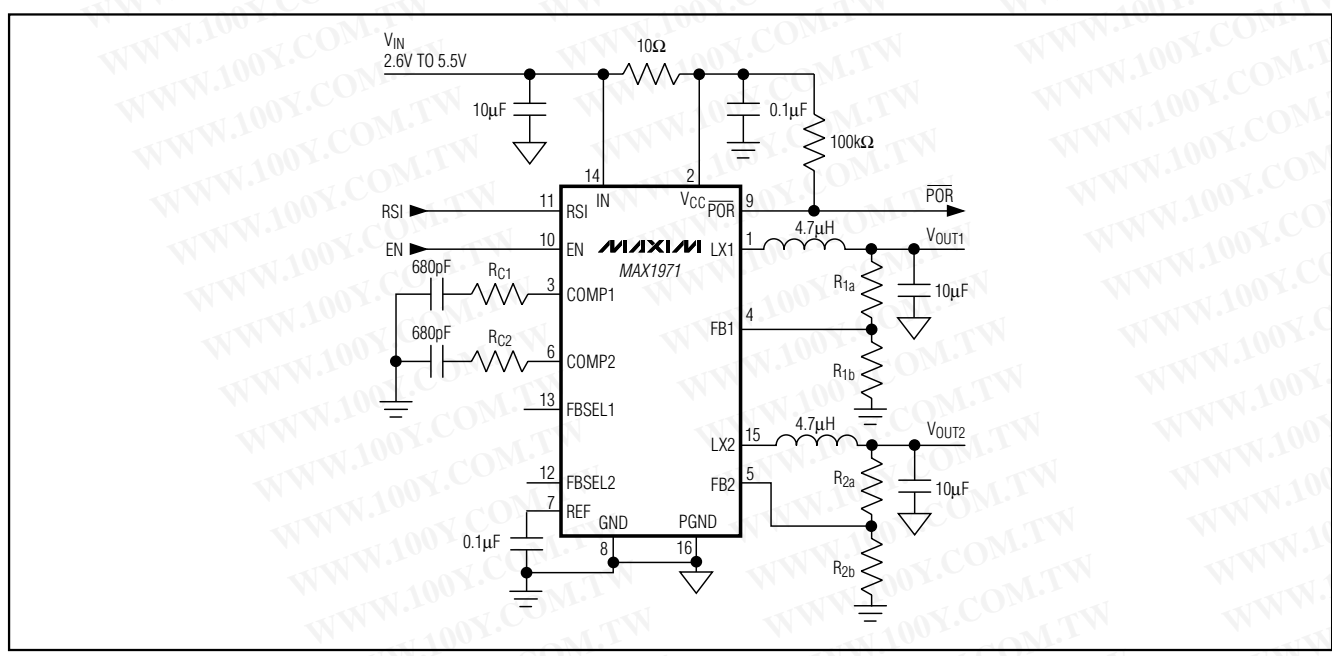 V_IN
2.6V TO 5.5V
10Ω
10μF
0.1μF
100kΩ
14
2
IN
V_CC
POR
9
POR
RSI
11
RSI
EN
10
EN
MAXIM
MAX1971
LX1
1
4.7μH
V_OUT1
680pF
R_C1
3
COMP1
R_1a
10μF
FB1
4
680pF
R_C2
6
COMP2
R_1b
13
FBSEL1
LX2
15
4.7μH
V_OUT2
12
FBSEL2
FB2
5
R_2a
10μF
7
REF
GND
PGND
0.1μF
8
16
R_2b
WWW.100Y.COM.TW